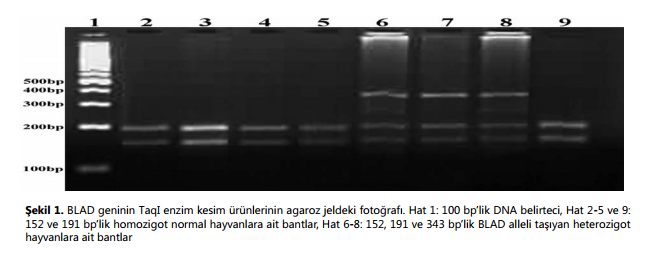 1 2 3 4 5 6 7 8 9
500bp
400bp
300bp
200bp
100bp
Şekil 1. BLAD geninin TaqI enzim kesim ürünlerinin agaroz jeldeki fotoğrafı. Hat 1: 100 bp'lik DNA belirteci, Hat 2-5 ve 9:
152 ve 191 bp'lik homozigot normal hayvanlara ait bantlar, Hat 6-8: 152, 191 ve 343 bp'lik BLAD alleli taşıyan heterozigot
hayvanlara ait bantlar